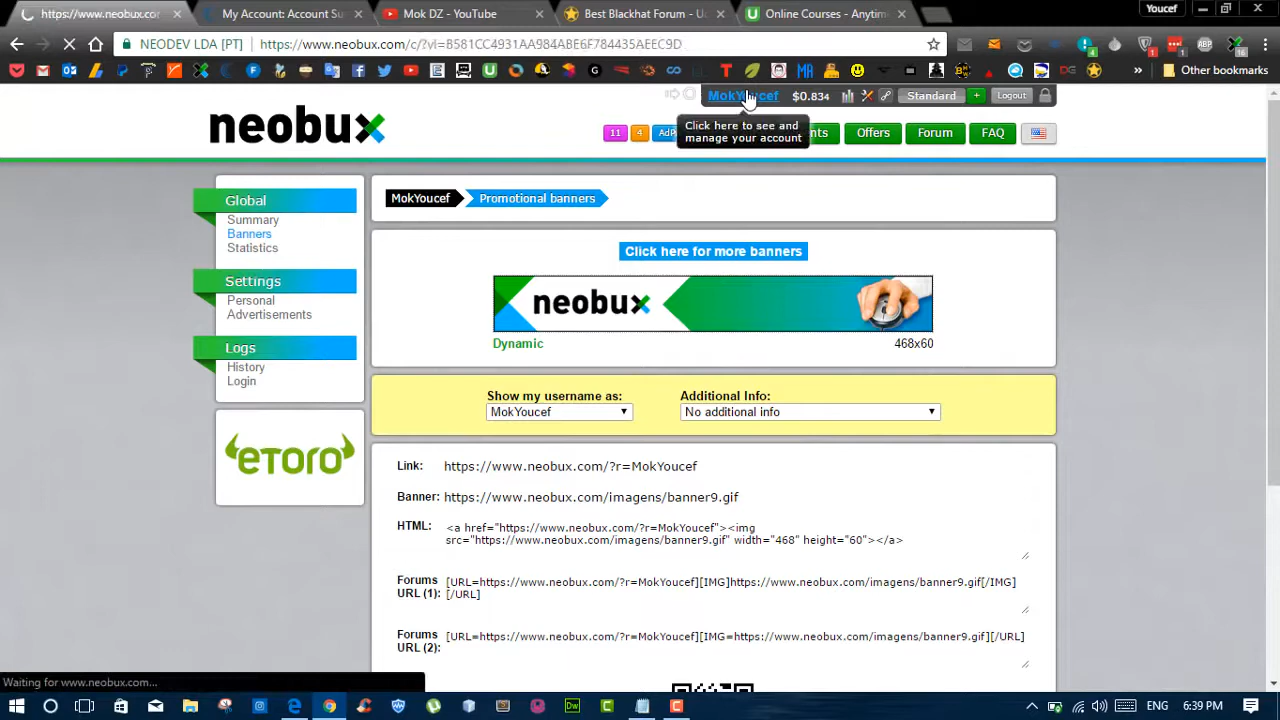 https://www.neobux.co...
My Account: Account Su
Mok DZ - YouTube
Best Blackhat Forum - U
Online Courses - Anytim
Youcef
NEODEV LDA [PT]
https://www.neobux.com/c/?vl=B581CC4931AA984ABE6F784435AEEC9D
Other bookmarks
neobux
MokYoucef
$0.834
Standard
+
Logout
Click here to see and
manage your account
11
4
AdP
nts
Offers
Forum
FAQ
Global
Summary
Banners
Statistics
Settings
Personal
Advertisements
Logs
History
Login
etoro
MokYoucef
Promotional banners
Click here for more banners
neobux
Dynamic
468x60
Show my username as:
Additional Info:
MokYoucef
No additional info
Link: https://www.neobux.com/?r=MokYoucef
Banner: https://www.neobux.com/imagens/banner9.gif
HTML: <a href="https://www.neobux.com/?r=MokYoucef"><img
src="https://www.neobux.com/imagens/banner9.gif" width="468" height="60"></a>
Forums URL (1): [URL=https://www.neobux.com/?r=MokYoucef][IMG]https://www.neobux.com/imagens/banner9.gif[/IMG]
[/URL]
Forums URL (2): [URL=https://www.neobux.com/?r=MokYoucef][IMG=https://www.neobux.com/imagens/banner9.gif][/URL]
Waiting for www.neobux.com...
6:39 PM